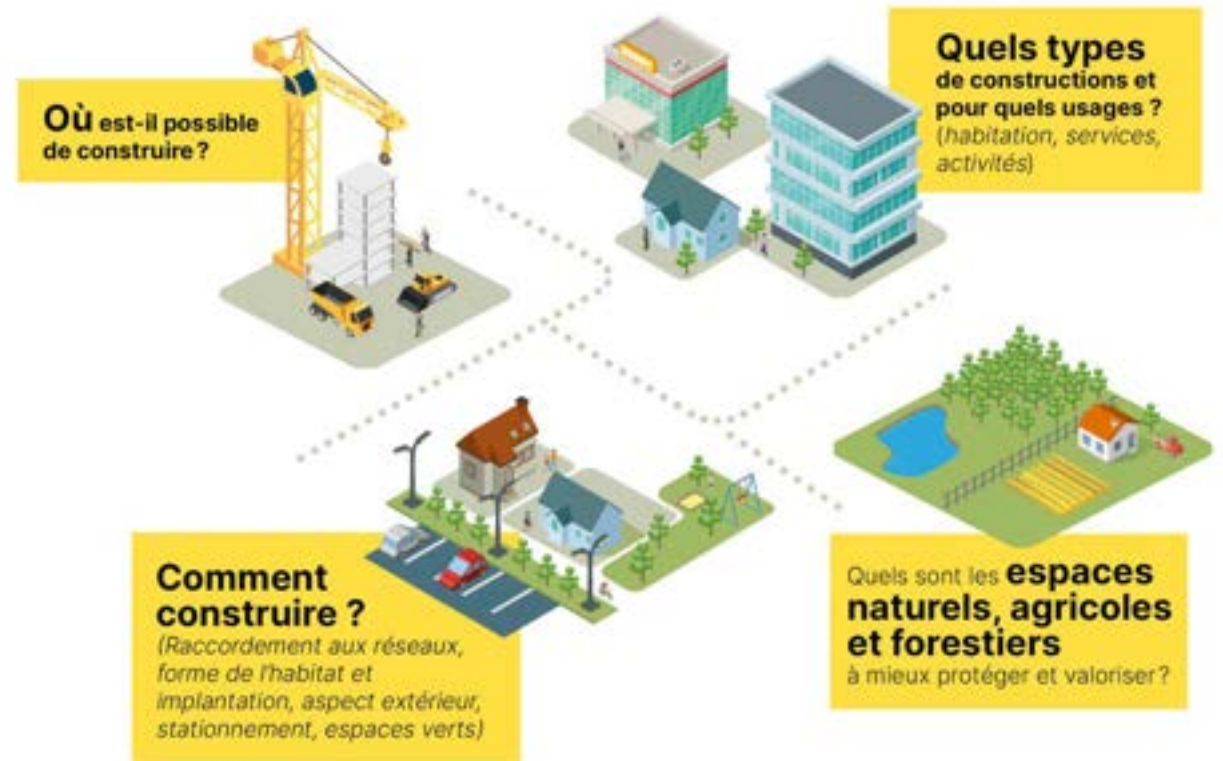 Où est-il possible
de construire ?
Quels types
de constructions et
pour quels usages ?
(habitation, services,
activités)
Comment
construire ?
(Raccordement aux réseaux,
forme de l'habitat et
implantation, aspect extérieur,
stationnement, espaces verts)
Quels sont les espaces
naturels, agricoles
et forestiers
à mieux protéger et valoriser ?